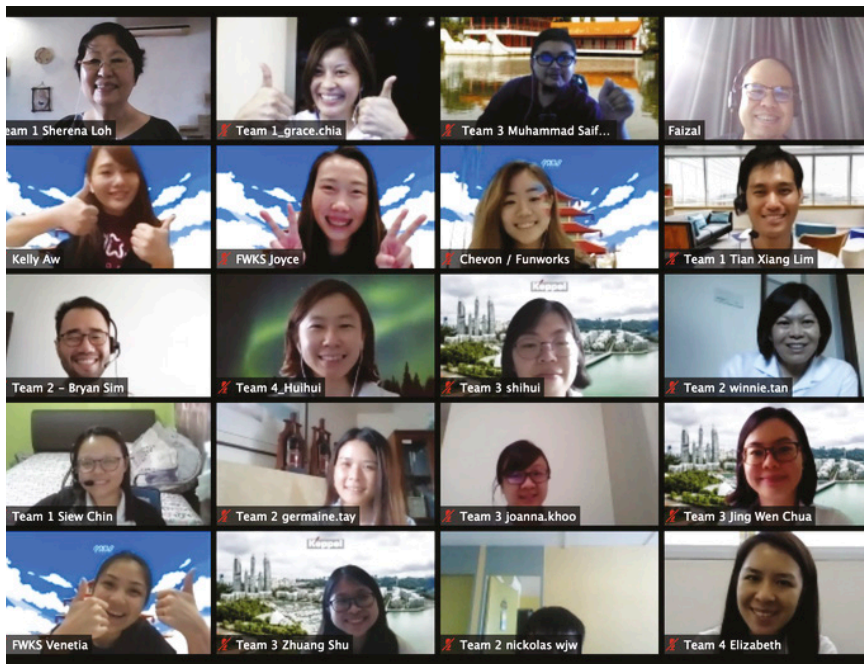 eam 1 Sherena Loh
Team 1_grace.chia
Team 3 Muhammad Saif...
Faizal
Kelly Aw
FWKS Joyce
Chevon / Funworks
Team 1 Tian Xiang Lim
Team 2 – Bryan Sim
Team 4_Huihui
Keppel
Team 3 shihui
Team 2 winnie.tan
Team 1 Siew Chin
Team 2 germaine.tay
Team 3 joanna.khoo
Team 3 Jing Wen Chua
FWKS Venetia
Keppel
Team 3 Zhuang Shu
Team 2 nickolas wjw
Team 4 Elizabeth